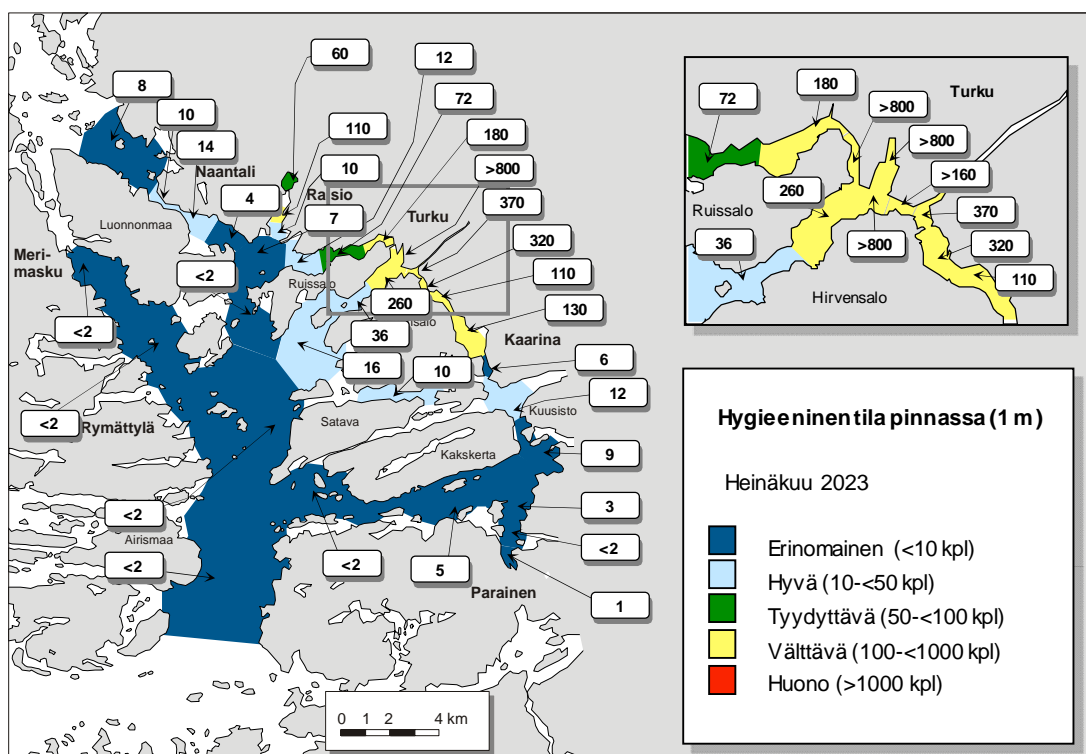 60
12
8
72
10
110
180
14
10
>800
Naantali
4
Raisio
7
Turku
370
Luonnonmaa
320
Meri-
masku
<2
Ruissalo
110
260
salo
130
<2
36
Kaarina
16
10
6
<2
Rymättylä
Satava
Kuusisto
12
Kakskerta
9
<2
3
Airismaa
<2
<2
5
<2
Parainen
1
0 1 2 4 km
180
Turku
72
>800
>800
260
>160
Ruissalo
370
36
>800
320
Hirvensalo
110
Hygieeninen tila pinnassa (1 m)
Heinäkuu 2023
Erinomainen (<10 kpl)
Hyvä (10-<50 kpl)
Tyydyttävä (50-<100 kpl)
Välttävä (100-<1000 kpl)
Huono (>1000 kpl)